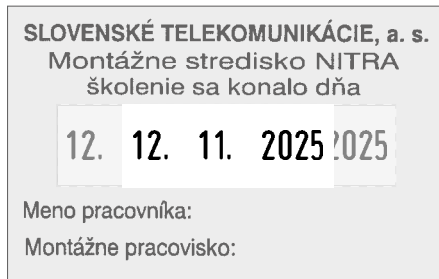 SLOVENSKÉ TELEKOMUNIKÁCIE, a. s.
Montážne stredisko NITRA
školenie sa konalo dňa
12. 12. 11. 2025 2025
Meno pracovníka:
Montážne pracovisko: